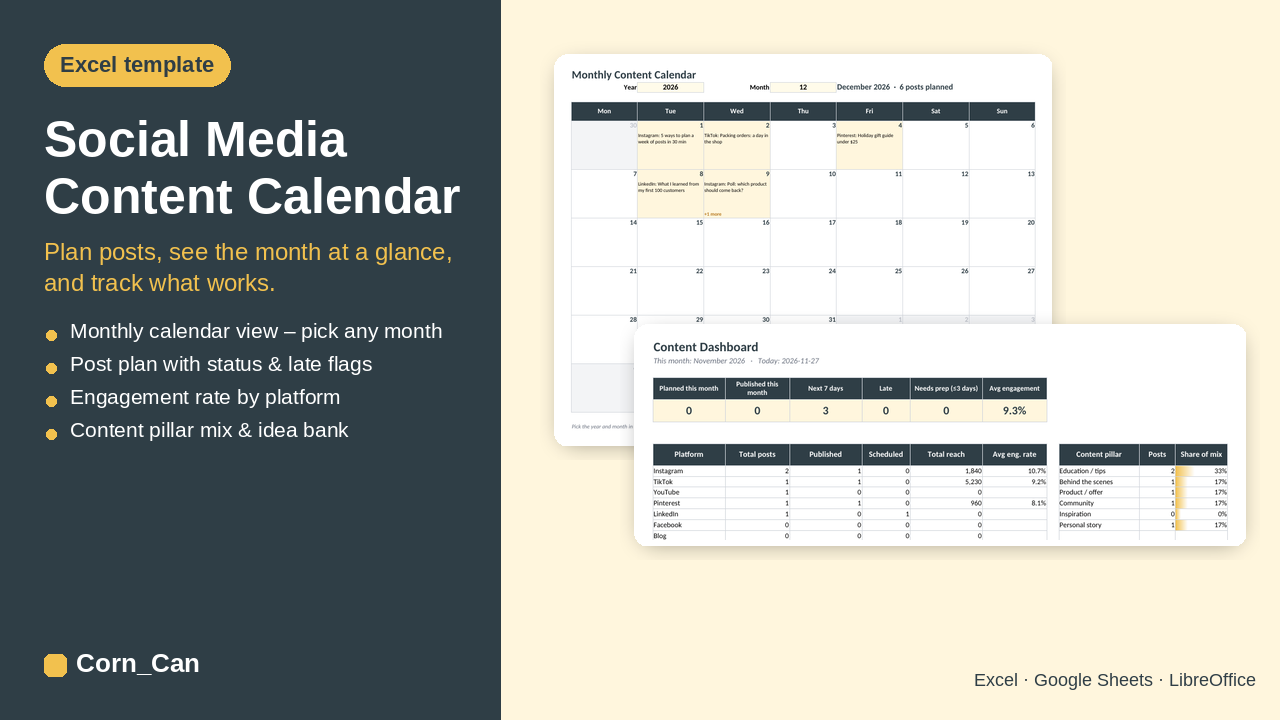 Excel template
Social Media
Content Calendar
Plan posts, see the month at a glance,
and track what works.
Monthly calendar view – pick any month
Post plan with status & late flags
Engagement rate by platform
Content pillar mix & idea bank
Corn_Can
Monthly Content Calendar
Year 2026 Month 12 December 2026 · 6 posts planned
Mon Tue Wed Thu Fri Sat Sun
30 1 2 3 4 5 6
Instagram: 5 ways to plan a week of posts in 30 min
TikTok: Packing orders: a day in the shop
Pinterest: Holiday gift guide under $25
7 8 9 10 11 12 13
LinkedIn: What I learned from my first 100 customers
Instagram: Poll: which product should come back?
+1 more
14 15 16 17 18 19 20
21 22 23 24 25 26 27
28 29 30 31 1 2 3
Pick the year and month in
Content Dashboard
This month: November 2026 · Today: 2026-11-27
Planned this month Published this month Next 7 days Late Needs prep (≤3 days) Avg engagement
0 0 3 0 0 9.3%
Platform Total posts Published Scheduled Total reach Avg eng. rate
Instagram 2 1 0 1,840 10.7%
TikTok 1 1 0 5,230 9.2%
YouTube 1 0 0 0
Pinterest 1 1 0 960 8.1%
LinkedIn 1 0 1 0
Facebook 0 0 0 0
Blog 0 0 0 0
Content pillar Posts Share of mix
Education / tips 2 33%
Behind the scenes 1 17%
Product / offer 1 17%
Community 1 17%
Inspiration 0 0%
Personal story 1 17%
Excel · Google Sheets · LibreOffice